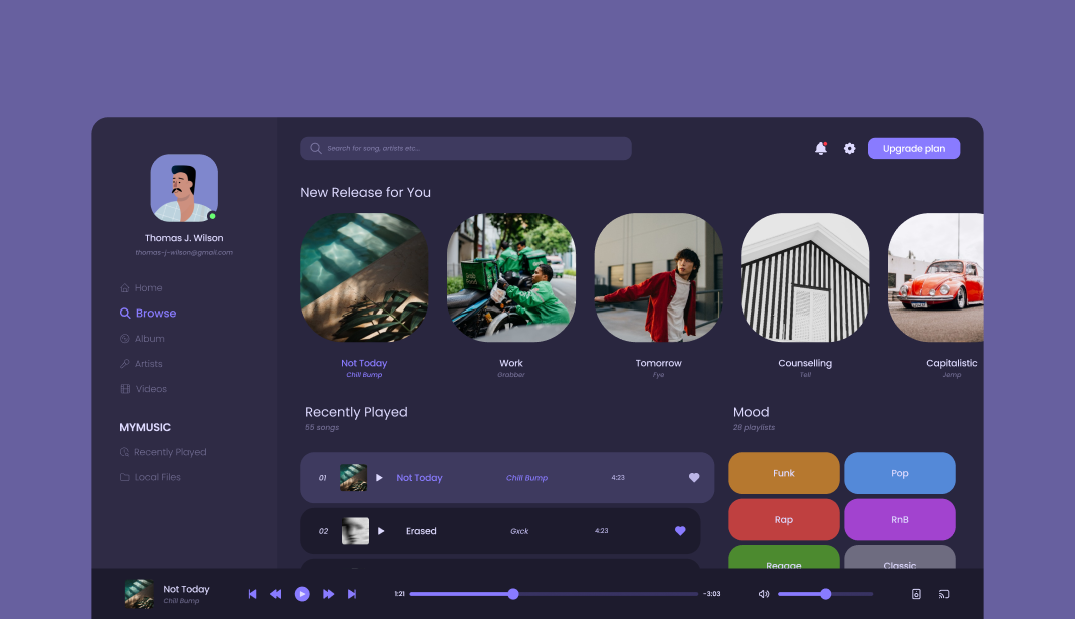 Search for song, artists etc...
Upgrade plan
Thomas J. Wilson
thomas-j-wilson@gmail.com
Home
Browse
Album
Artists
Videos
MYMUSIC
Recently Played
Local Files
New Release for You
Not Today
Chill Bump
Work
Grabber
Tomorrow
Fye
Counselling
Tell
Capitalistic
Jemp
Recently Played
55 songs
01
Not Today
Chill Bump
4:23
02
Erased
Gxck
4:23
Mood
28 playlists
Funk
Pop
Rap
RnB
Reggae
Classic
Not Today
Chill Bump
1:21
-3:03